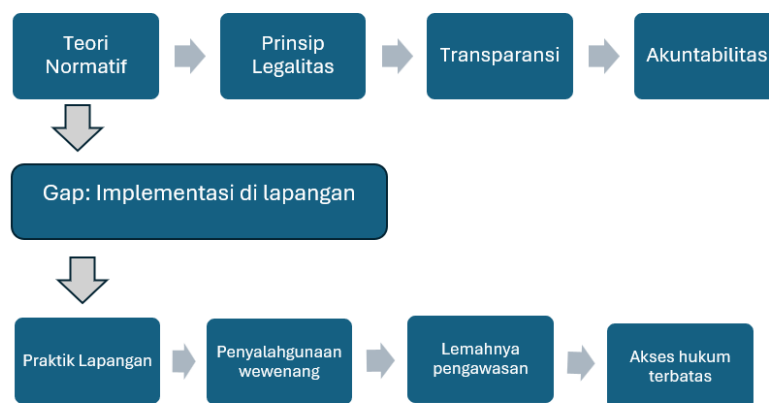 Teori
Normatif
Prinsip
Legalitas
Transparansi
Akuntabilitas
Gap: Implementasi di lapangan
Praktik Lapangan
Penyalahgunaan
wewenang
Lemahnya
pengawasan
Akses hukum
terbatas